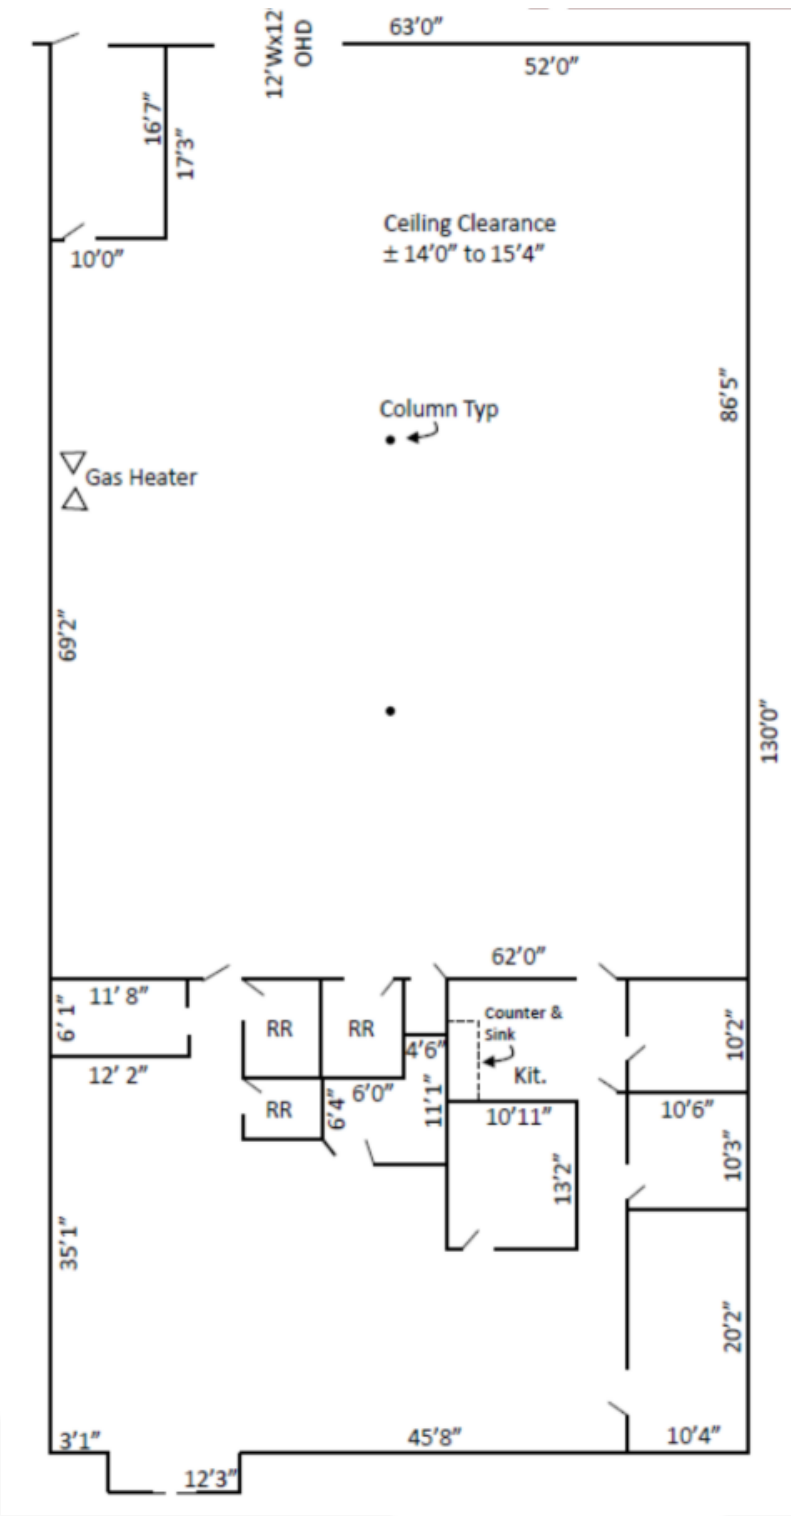 63’0”
12’Wx12’
OHD
52’0”
16’7”
17’3”
Ceiling Clearance
± 14’0” to 15’4”
10’0”
86’5”
Column Typ
Gas Heater
69’2”
130’0”
62’0”
11’ 8”
6’ 1”
RR
RR
Counter &
Sink
10’2”
4’6”
12’ 2”
Kit.
6’0”
11’1”
RR
6’4”
10’11”
10’6”
10’3”
13’2”
35’1”
20’2”
3’1”
45’8”
10’4”
12’3”